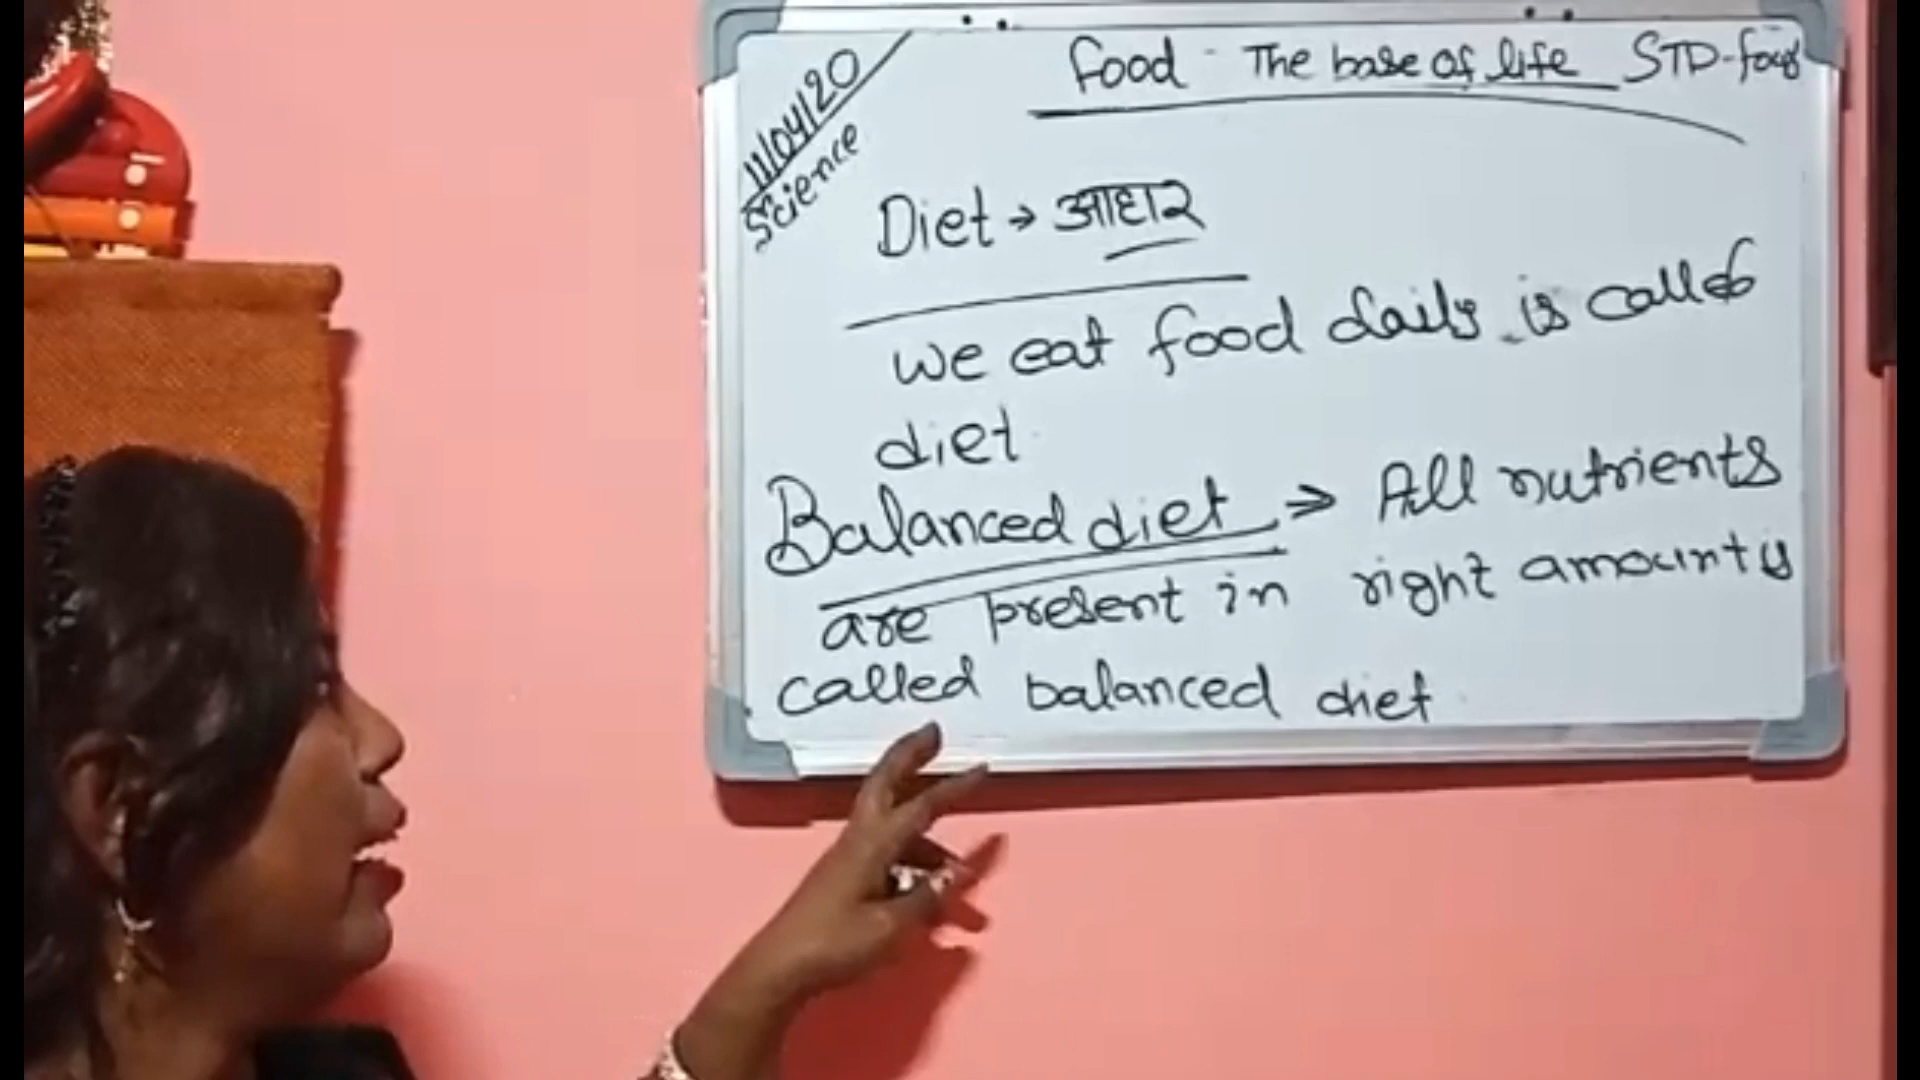 11/04/20
Science
Food - The base of life STD-four
Diet → आहार
we eat food daily is called
diet
Balanced diet ⇒ All nutrients
are present in right amounts
called balanced diet